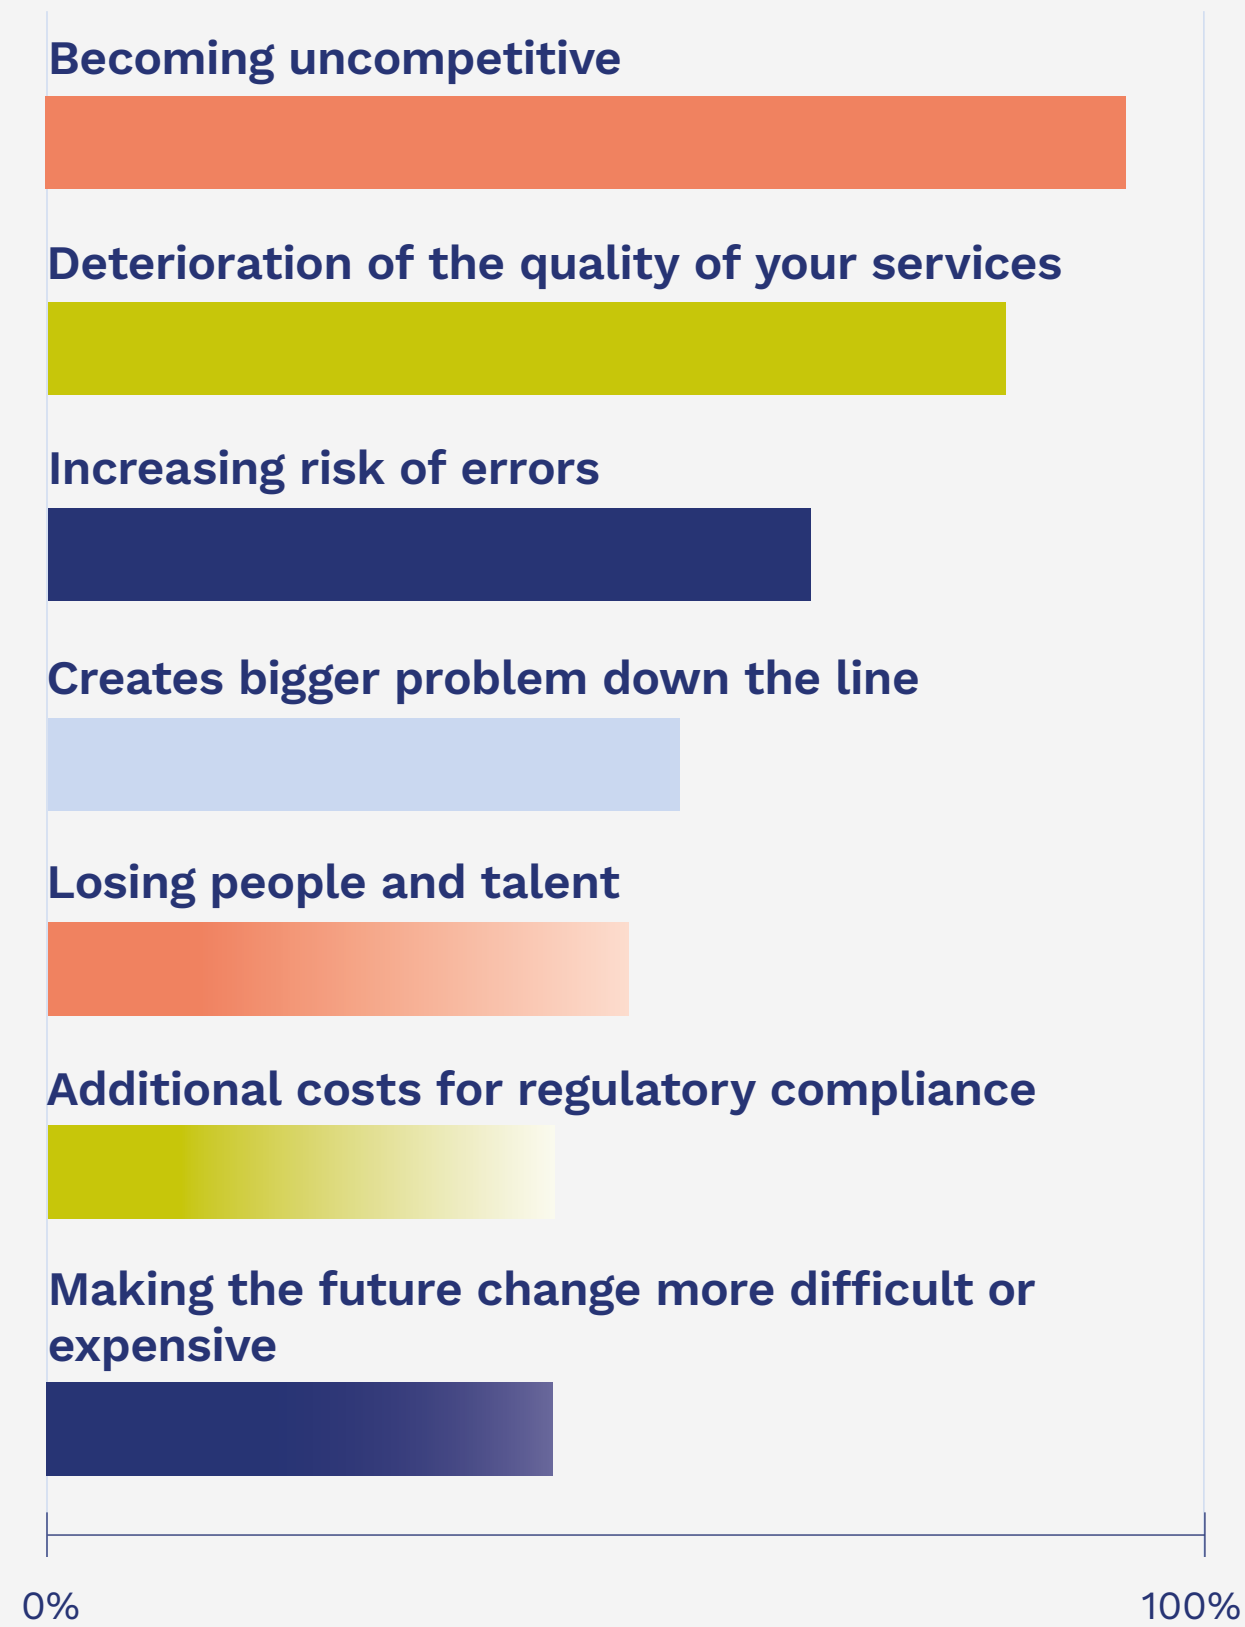 Becoming uncompetitive
Deterioration of the quality of your services
Increasing risk of errors
Creates bigger problem down the line
Losing people and talent
Additional costs for regulatory compliance
Making the future change more difficult or
expensive
0%
100%